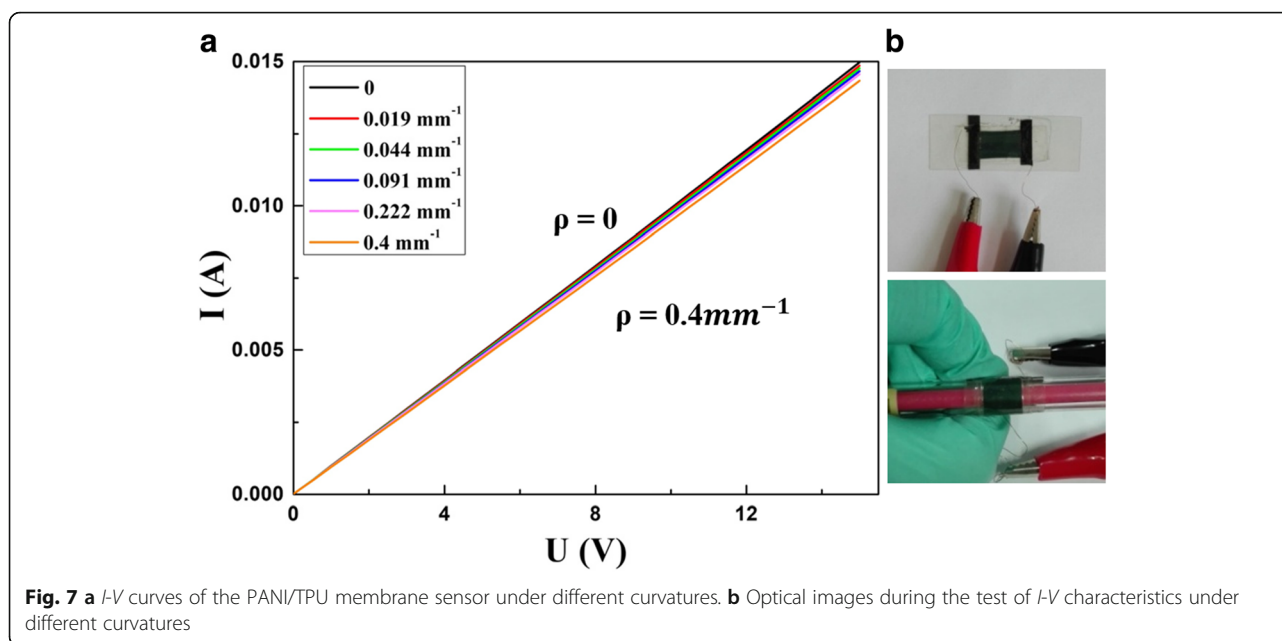 a
b
0.015
0.010
0.005
0.000
I (A)
0
0.019 mm⁻¹
0.044 mm⁻¹
0.091 mm⁻¹
0.222 mm⁻¹
0.4 mm⁻¹
ρ = 0
ρ = 0.4mm⁻¹
0 4 8 12
U (V)
Fig. 7 a I-V curves of the PANI/TPU membrane sensor under different curvatures. b Optical images during the test of I-V characteristics under
different curvatures